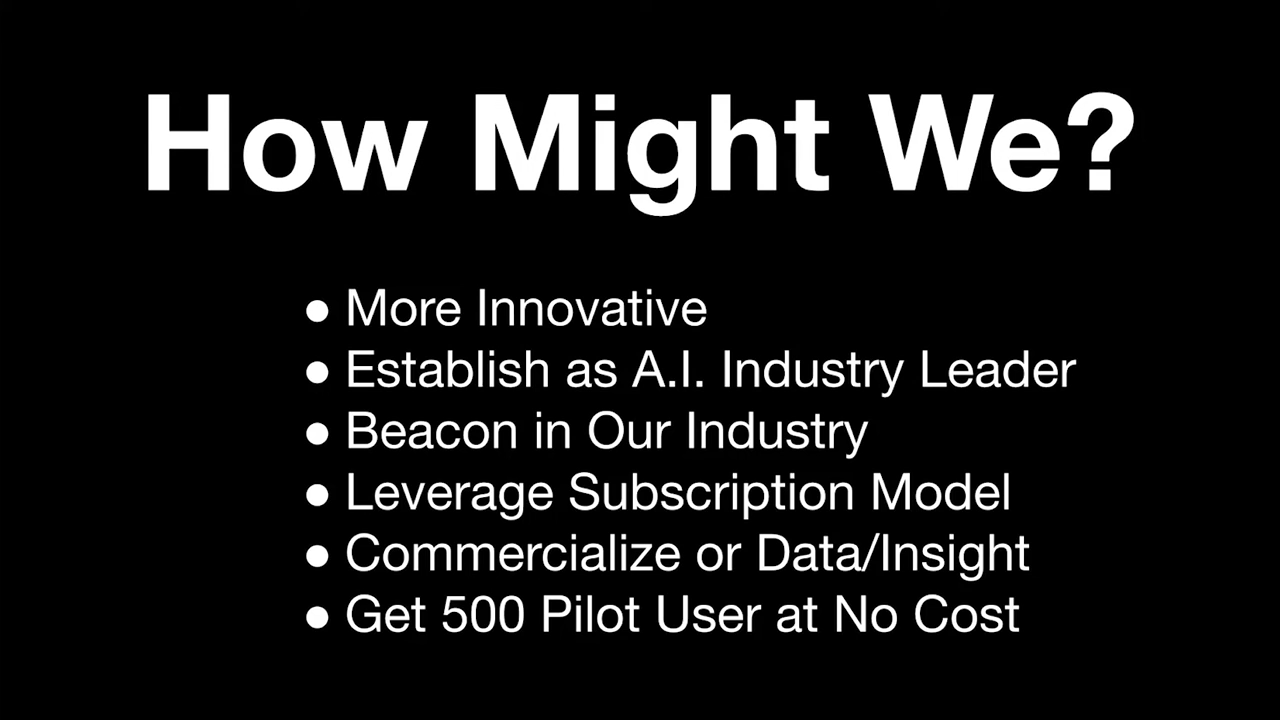 How Might We?
● More Innovative
● Establish as A.I. Industry Leader
● Beacon in Our Industry
● Leverage Subscription Model
● Commercialize or Data/Insight
● Get 500 Pilot User at No Cost